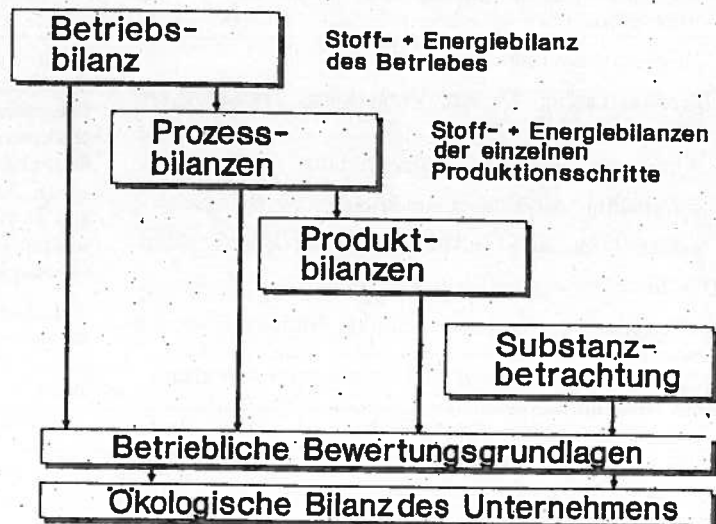 Betriebs-
bilanz
Stoff- + Energiebilanz
des Betriebes
Prozess-
bilanzen
Stoff- + Energiebilanzen
der einzelnen
Produktionsschritte
Produkt-
bilanzen
Substanz-
betrachtung
Betriebliche Bewertungsgrundlagen
Ökologische Bilanz des Unternehmens